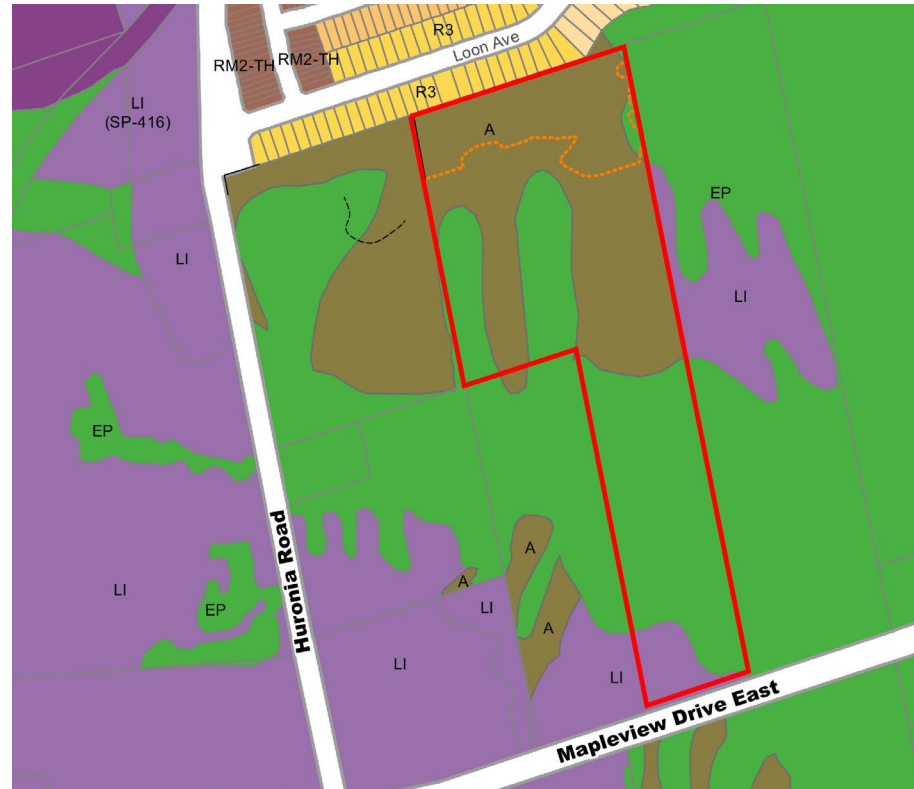 R3
Loon Ave
RM2-TH
RM2-TH
R3
LI
(SP-416)
A
EP
LI
LI
EP
A
A
LI
EP
LI
A
LI
LI
Huronia Road
Mapleview Drive East